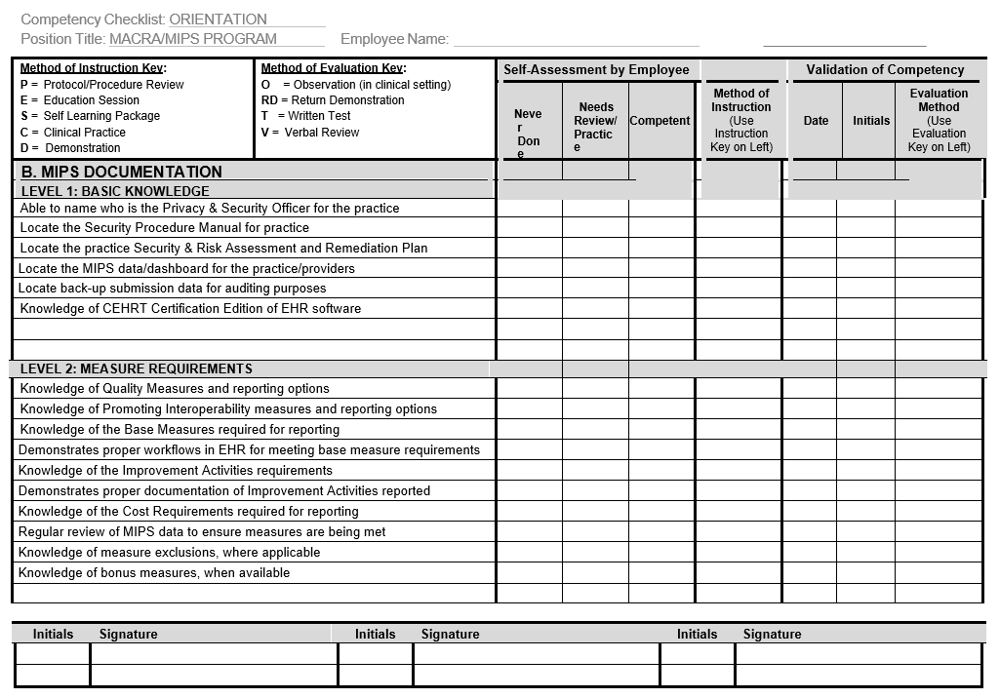 Competency Checklist: ORIENTATION
Position Title: MACRA/MIPS PROGRAM Employee Name:
Method of Instruction Key:
P = Protocol/Procedure Review
E = Education Session
S = Self Learning Package
C = Clinical Practice
D = Demonstration
Method of Evaluation Key:
O = Observation (in clinical setting)
RD = Return Demonstration
T = Written Test
V = Verbal Review
Self-Assessment by Employee
Neve
r
Don
e
Needs
Review/
Practic
e
Competent
Method of
Instruction
(Use
Instruction
Key on Left)
Validation of Competency
Date
Initials
Evaluation
Method
(Use
Evaluation
Key on Left)
B. MIPS DOCUMENTATION
LEVEL 1: BASIC KNOWLEDGE
Able to name who is the Privacy & Security Officer for the practice
Locate the Security Procedure Manual for practice
Locate the practice Security & Risk Assessment and Remediation Plan
Locate the MIPS data/dashboard for the practice/providers
Locate back-up submission data for auditing purposes
Knowledge of CEHRT Certification Edition of EHR software
LEVEL 2: MEASURE REQUIREMENTS
Knowledge of Quality Measures and reporting options
Knowledge of Promoting Interoperability measures and reporting options
Knowledge of the Base Measures required for reporting
Demonstrates proper workflows in EHR for meeting base measure requirements
Knowledge of the Improvement Activities requirements
Demonstrates proper documentation of Improvement Activities reported
Knowledge of the Cost Requirements required for reporting
Regular review of MIPS data to ensure measures are being met
Knowledge of measure exclusions, where applicable
Knowledge of bonus measures, when available
Initials Signature Initials Signature Initials Signature